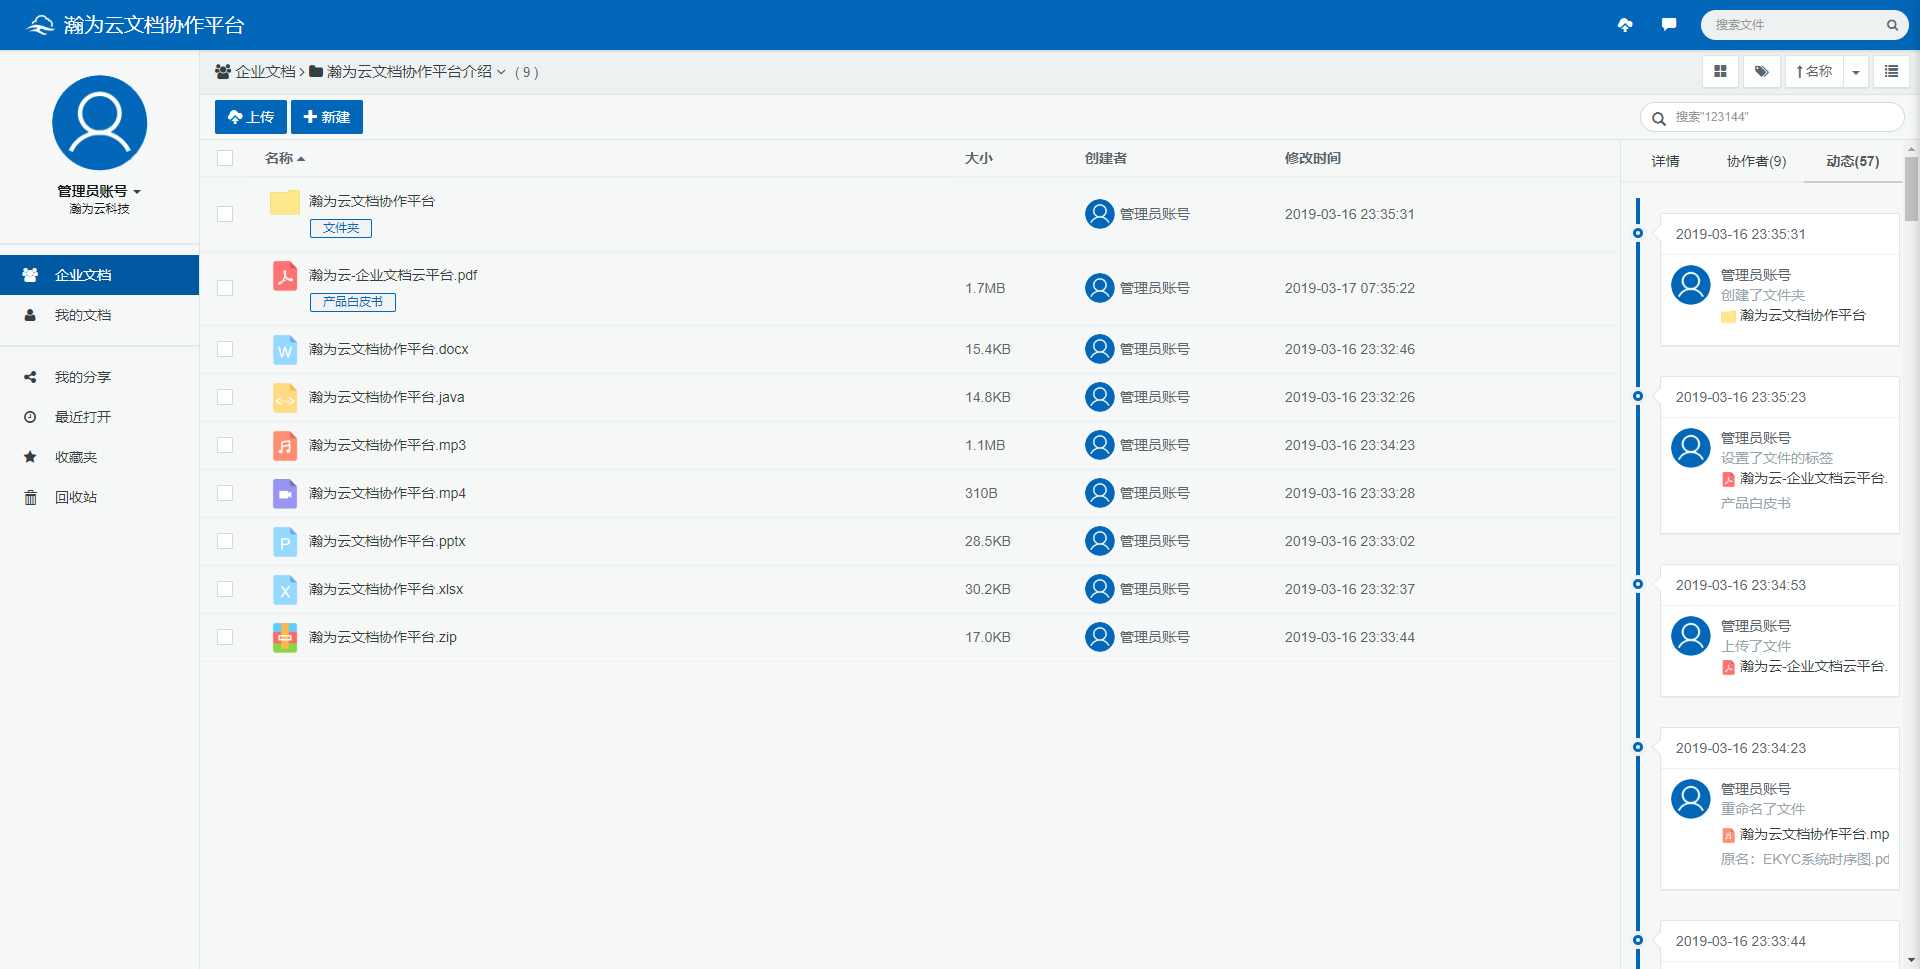 瀚为云文档协作平台
搜索文件
管理员账号
瀚为云科技
企业文档
我的文档
我的分享
最近打开
收藏夹
回收站
企业文档 瀚为云文档协作平台介绍 ( 9 )
名称
上传 新建
搜索"123144"
名称 大小 创建者 修改时间
瀚为云文档协作平台 管理员账号 2019-03-16 23:35:31
文件夹
瀚为云-企业文档云平台.pdf 1.7MB 管理员账号 2019-03-17 07:35:22
产品白皮书
瀚为云文档协作平台.docx 15.4KB 管理员账号 2019-03-16 23:32:46
瀚为云文档协作平台.java 14.8KB 管理员账号 2019-03-16 23:32:26
瀚为云文档协作平台.mp3 1.1MB 管理员账号 2019-03-16 23:34:23
瀚为云文档协作平台.mp4 310B 管理员账号 2019-03-16 23:33:28
瀚为云文档协作平台.pptx 28.5KB 管理员账号 2019-03-16 23:33:02
瀚为云文档协作平台.xlsx 30.2KB 管理员账号 2019-03-16 23:32:37
瀚为云文档协作平台.zip 17.0KB 管理员账号 2019-03-16 23:33:44
详情 协作者(9) 动态(57)
2019-03-16 23:35:31
管理员账号
创建了文件夹
瀚为云文档协作平台
2019-03-16 23:35:23
管理员账号
设置了文件的标签
瀚为云-企业文档云平台.
产品白皮书
2019-03-16 23:34:53
管理员账号
上传了文件
瀚为云-企业文档云平台.
2019-03-16 23:34:23
管理员账号
重命名了文件
瀚为云文档协作平台.mp
原名：EKYC系统时序图.pd
2019-03-16 23:33:44